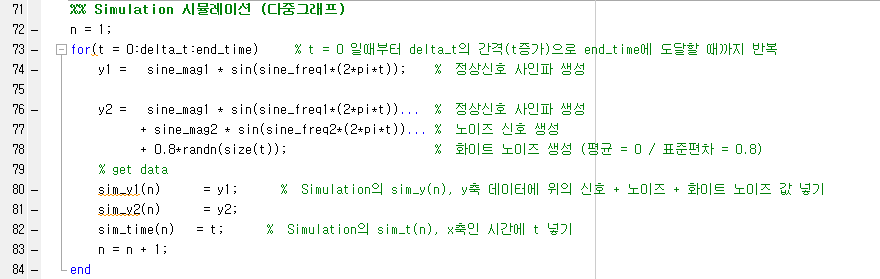 71 %% Simulation 시뮬레이션 (다중그래프)
72 – n = 1;
73 – for(t = 0:delta_t:end_time) % t = 0 일때부터 delta_t의 간격(t증가)으로 end_time에 도달할 때까지 반복
74 – y1 = sine_mag1 * sin(sine_freq1*(2*pi*t)); % 정상신호 사인파 생성
75
76 – y2 = sine_mag1 * sin(sine_freq1*(2*pi*t))... % 정상신호 사인파 생성
77 + sine_mag2 * sin(sine_freq2*(2*pi*t))... % 노이즈 신호 생성
78 + 0.8*randn(size(t)); % 화이트 노이즈 생성 (평균 = 0 / 표준편차 = 0.8)
79 % get data
80 – sim_y1(n) = y1; % Simulation의 sim_y(n), y축 데이터에 위의 신호 + 노이즈 + 화이트 노이즈 값 넣기
81 – sim_y2(n) = y2;
82 – sim_time(n) = t; % Simulation의 sim_t(n), x축인 시간에 t 넣기
83 – n = n + 1;
84 – end